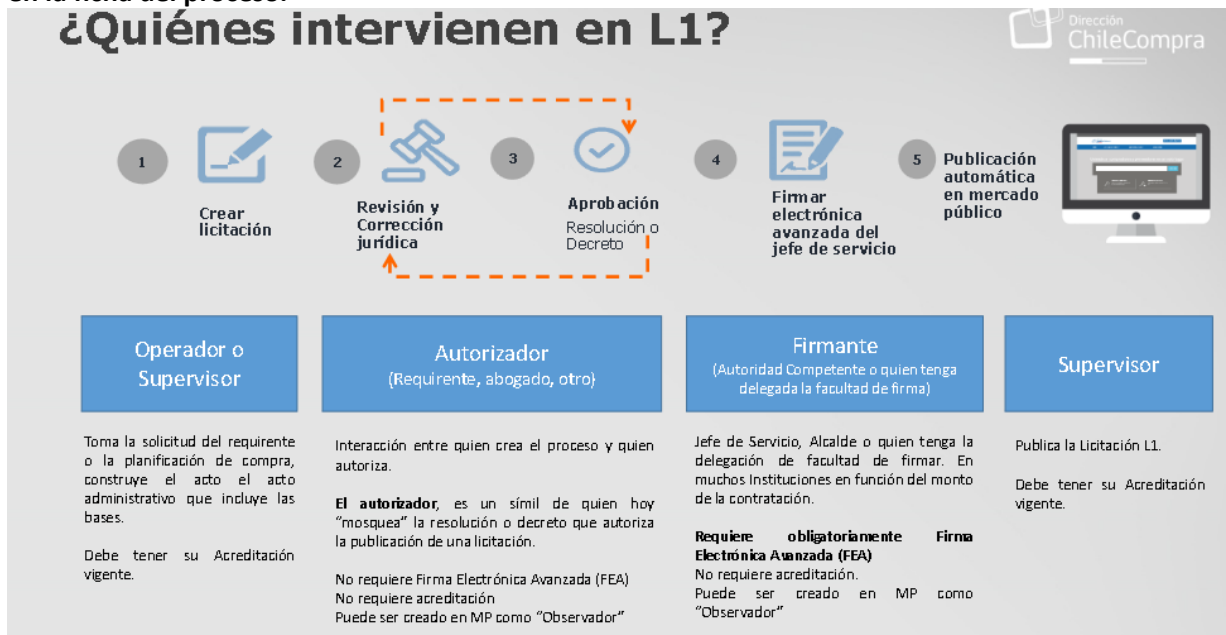 en la ficha del proceso.
¿Quiénes intervienen en L1?
Dirección
ChileCompra
1
Crear
licitación
2
Revisión y
Corrección
jurídica
3
Aprobación
Resolución o
Decreto
4
Firmar
electrónica
avanzada del
jefe de servicio
5
Publicación
automática
en mercado
público
Operador o
Supervisor
Toma la solicitud del requirente
o la planificación de compra,
construye el acto el acto
administrativo que incluye las
bases.
Debe tener su Acreditación
vigente.
Autorizador
(Requirente, abogado, otro)
Interacción entre quien crea el proceso y quien
autoriza.
El autorizador, es un símil de quien hoy
"mosquea" la resolución o decreto que autoriza
la publicación de una licitación.
No requiere Firma Electrónica Avanzada (FEA)
No requiere acreditación
Puede ser creado en MP como "Observador"
Firmante
(Autoridad Competente o quien tenga
delegada la facultad de firma)
Jefe de Servicio, Alcalde o quien tenga la
delegación de facultad de firmar. En
muchos Instituciones en función del monto
de la contratación.
Requiere obligatoriamente Firma
Electrónica Avanzada (FEA)
No requiere acreditación.
Puede ser creado en MP como
"Observador"
Supervisor
Publica la Licitación L1.
Debe tener su Acreditación
vigente.